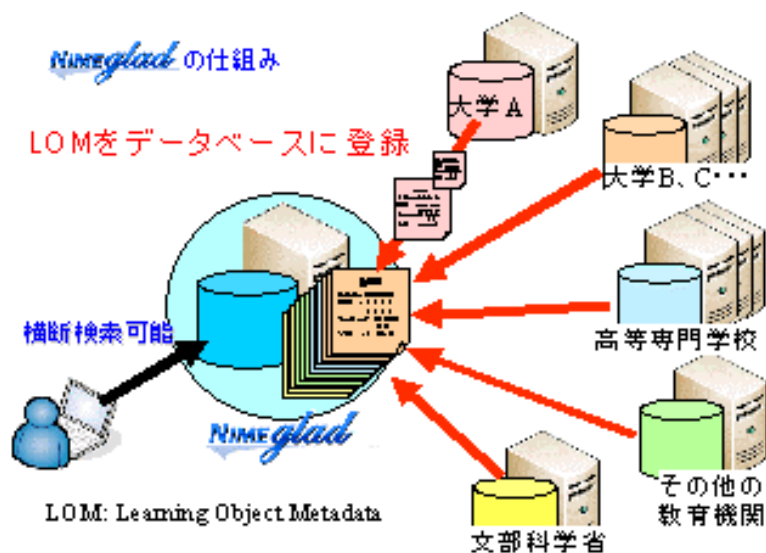 NIMEgladの仕組み
LOMをデータベースに登録
大学A
大学B、C・・・
横断検索可能
高等専門学校
NIMEglad
その他の
教育機関
LOM: Learning Object Metadata
文部科学省